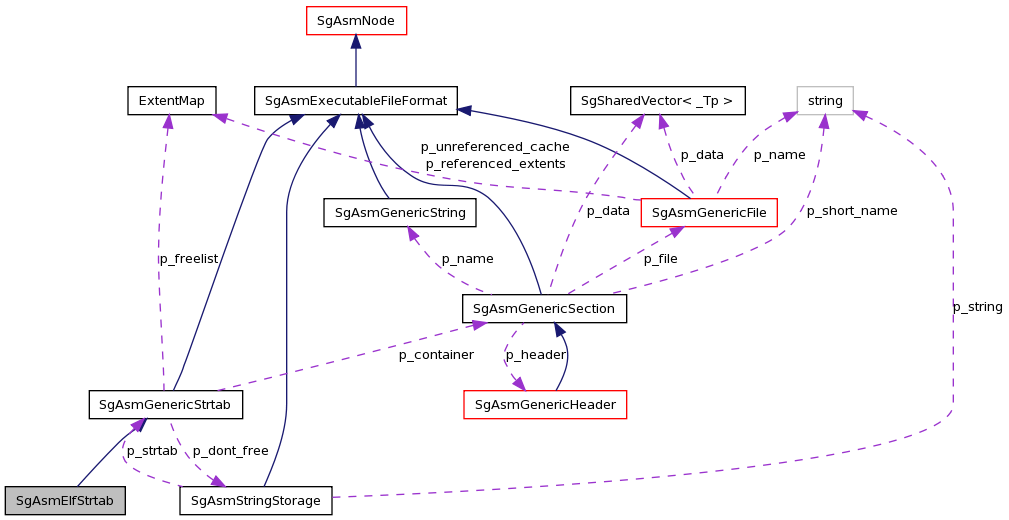 SgAsmNode
ExtentMap
SgAsmExecutableFileFormat
SgSharedVector< _Tp >
string
p_unreferenced_cache
p_referenced_extents
p_data
p_name
SgAsmGenericString
SgAsmGenericFile
p_data
p_short_name
p_freelist
p_name
p_file
SgAsmGenericSection
p_string
p_container
p_header
SgAsmGenericStrtab
SgAsmGenericHeader
p_strtab
p_dont_free
SgAsmElfStrtab
SgAsmStringStorage